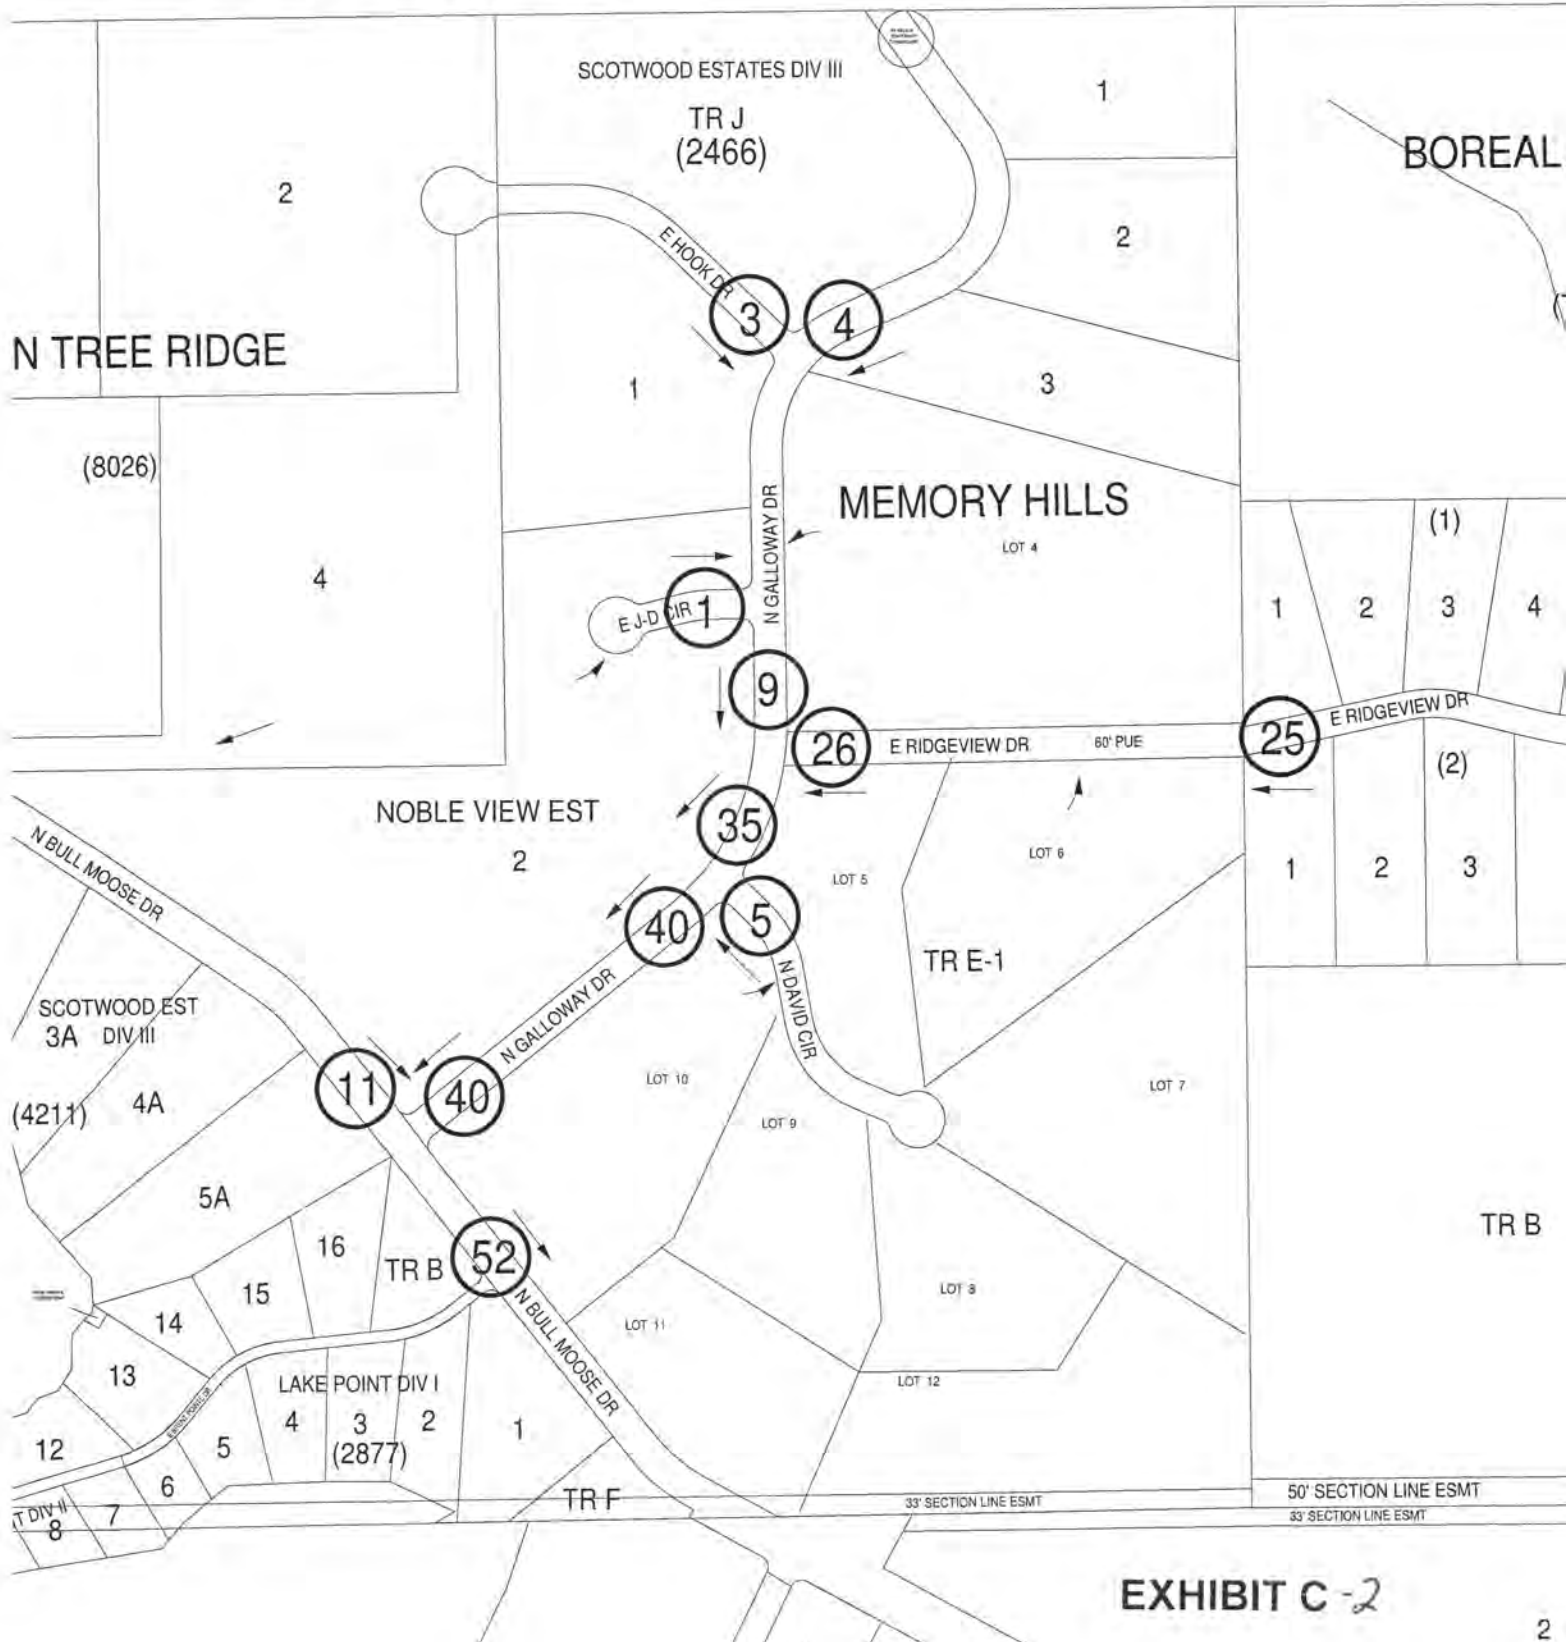 SCOTWOOD ESTATES DIV III
TR J
(2466)
1
BOREAL
2
2
E HOOK DR
3
4
N TREE RIDGE
1
3
(8026)
MEMORY HILLS
N GALLOWAY DR
LOT 4
(1)
4
E J-D CIR
1
1
2
3
4
9
26
E RIDGEVIEW DR
60' PUE
25
E RIDGEVIEW DR
(2)
NOBLE VIEW EST
2
35
N BULL MOOSE DR
LOT 5
LOT 6
1
2
3
40
5
TR E-1
N DAVID CIR
N GALLOWAY DR
SCOTWOOD EST
3A DIV III
4A
(4211)
11
40
LOT 10
LOT 9
LOT 7
5A
16
TR B
52
TR B
15
14
N BULL MOOSE DR
LOT 8
LOT 11
13
LAKE POINT DIV I
LOT 12
4
3
2
1
(2877)
12
5
6
TR F
33' SECTION LINE ESMT
50' SECTION LINE ESMT
33' SECTION LINE ESMT
T DIV II
8
7
EXHIBIT C -2
2